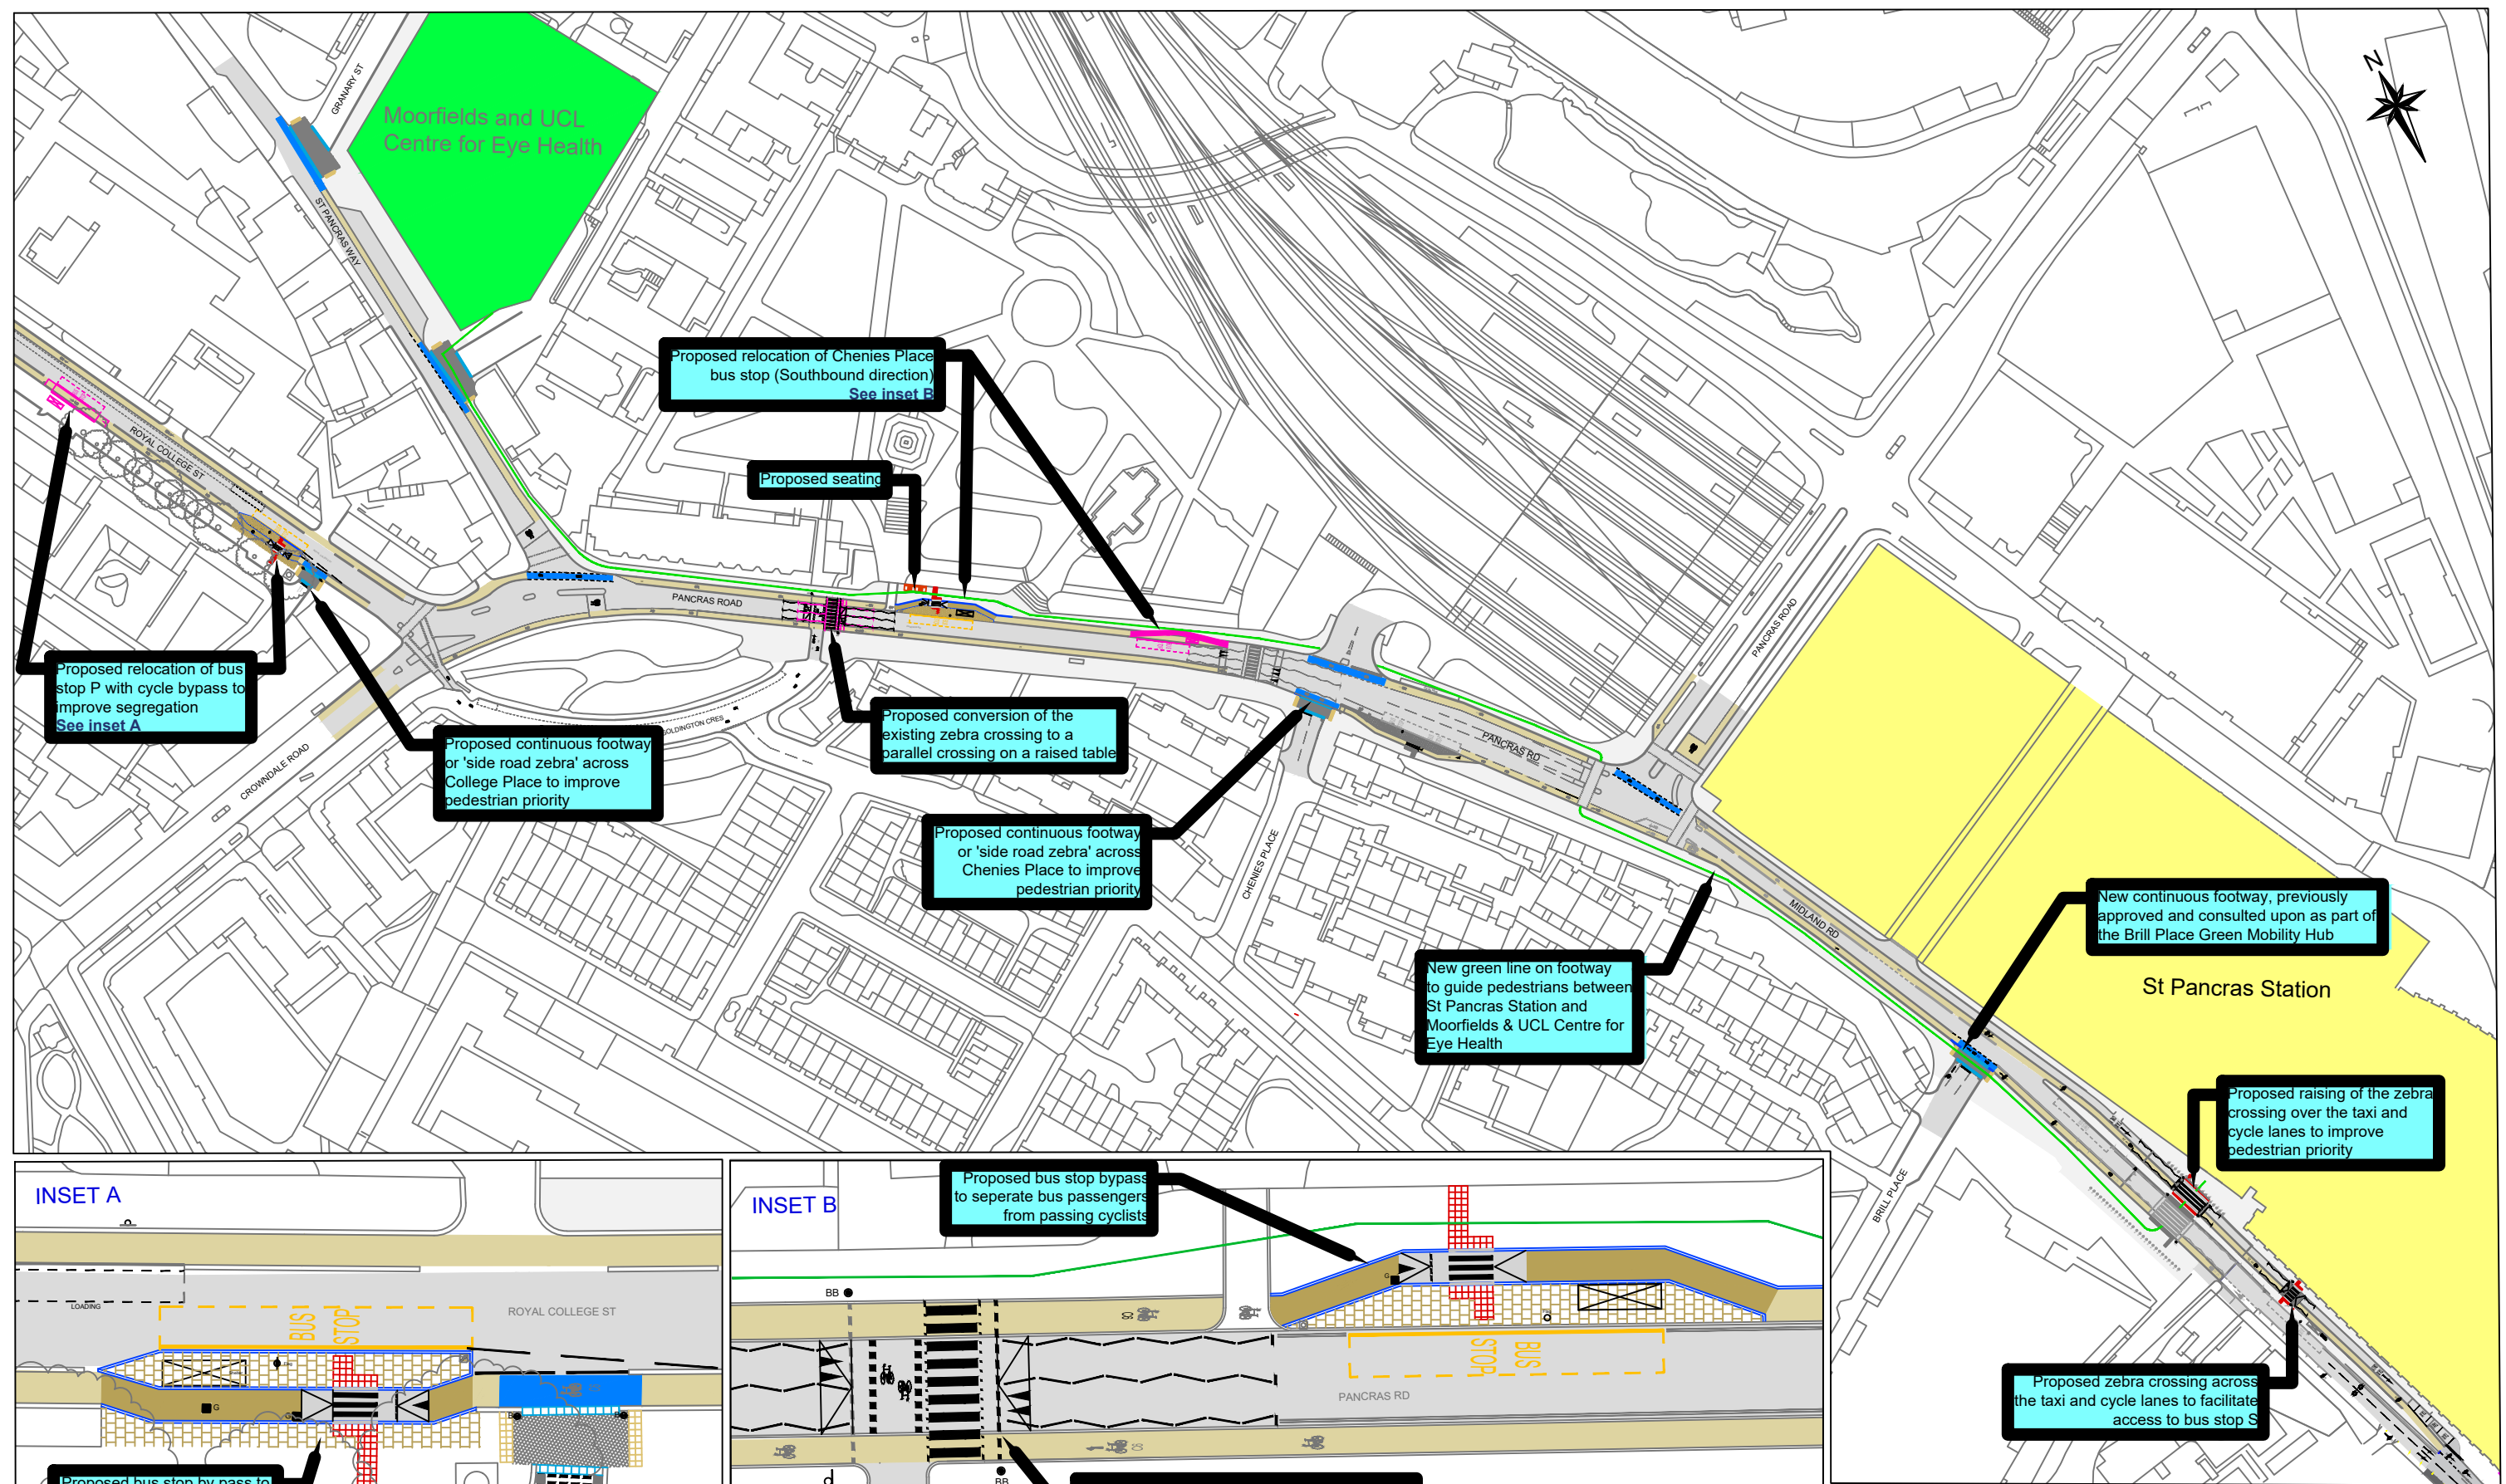 GRANARY ST
Moorfields and UCL
Centre for Eye Health
N
ST PANCRAS WAY
Proposed relocation of Chenies Place
bus stop (Southbound direction)
See inset B
Proposed seating
ROYAL COLLEGE ST
PANCRAS ROAD
PANCRAS ROAD
Proposed relocation of bus
stop P with cycle bypass to
improve segregation
See inset A
Proposed continuous footway
or 'side road zebra' across
College Place to improve
pedestrian priority
CROWNDALE ROAD
GOLDINGTON CRES
Proposed conversion of the
existing zebra crossing to a
parallel crossing on a raised table
PANCRAS RD
Proposed continuous footway
or 'side road zebra' across
Chenies Place to improve
pedestrian priority
CHENIES PLACE
MIDLAND RD
New continuous footway, previously
approved and consulted upon as part of
the Brill Place Green Mobility Hub
St Pancras Station
New green line on footway
to guide pedestrians between
St Pancras Station and
Moorfields & UCL Centre for
Eye Health
Proposed raising of the zebra
crossing over the taxi and
cycle lanes to improve
pedestrian priority
BRILL PLACE
Proposed zebra crossing across
the taxi and cycle lanes to facilitate
access to bus stop S
INSET A
LOADING
BUS
STOP
ROYAL COLLEGE ST
G
Proposed bus stop by pass to
INSET B
Proposed bus stop bypass
to seperate bus passengers
from passing cyclists
BB
G
BUS
STOP
PANCRAS RD
BB